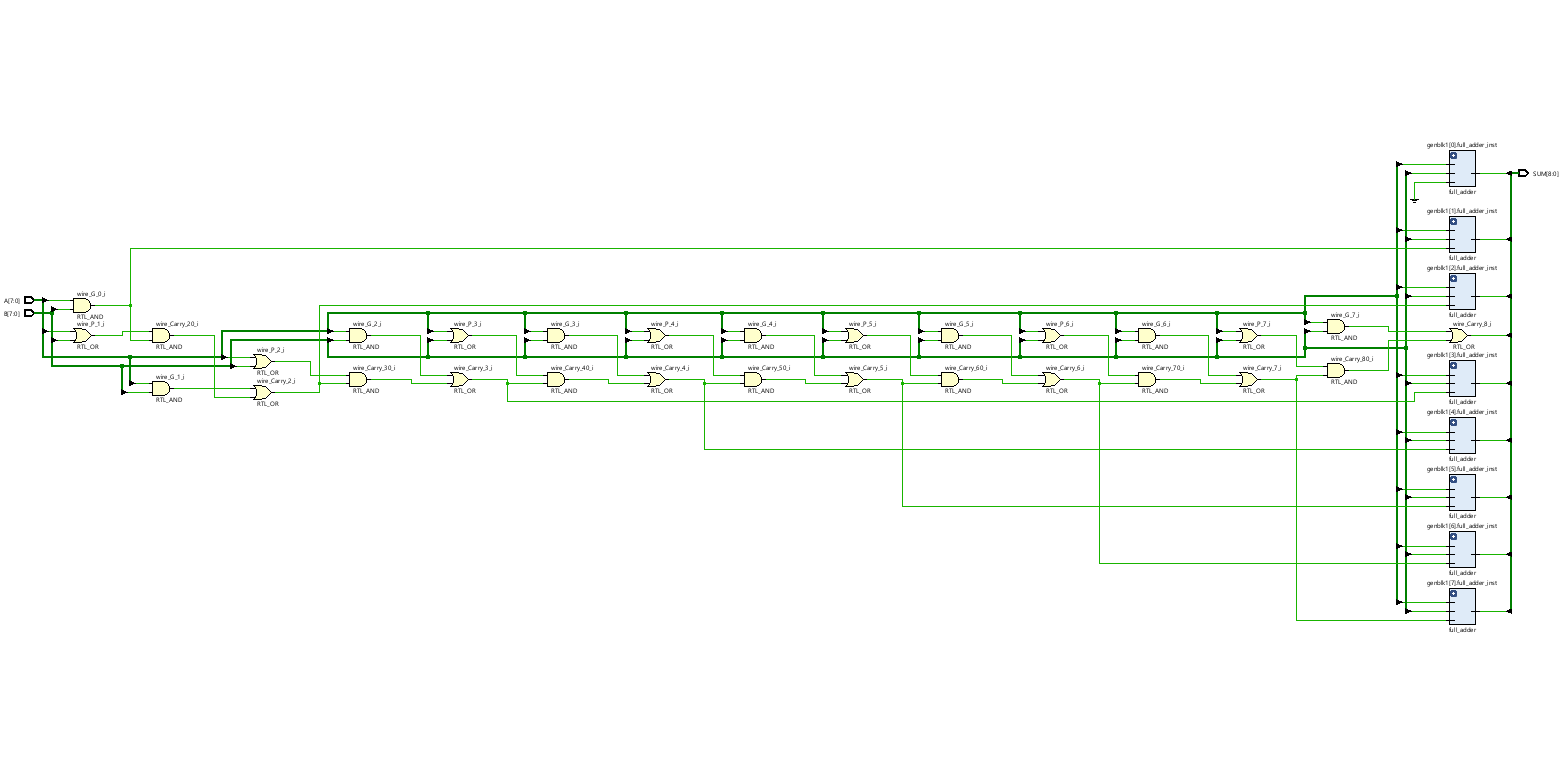 genblk1[0].full_adder_inst
SUM[8:0]
full_adder
genblk1[1].full_adder_inst
full_adder
genblk1[2].full_adder_inst
full_adder
A[7:0]
B[7:0]
wire_G_0_i
RTL_AND
wire_P_1_i
RTL_OR
wire_Carry_20_i
RTL_AND
wire_G_1_i
RTL_AND
wire_P_2_i
RTL_OR
wire_Carry_2_i
RTL_OR
wire_G_2_i
RTL_AND
wire_Carry_30_i
RTL_AND
wire_P_3_i
RTL_OR
wire_Carry_3_i
RTL_OR
wire_G_3_i
RTL_AND
wire_Carry_40_i
RTL_AND
wire_P_4_i
RTL_OR
wire_Carry_4_i
RTL_OR
wire_G_4_i
RTL_AND
wire_Carry_50_i
RTL_AND
wire_P_5_i
RTL_OR
wire_Carry_5_i
RTL_OR
wire_G_5_i
RTL_AND
wire_Carry_60_i
RTL_AND
wire_P_6_i
RTL_OR
wire_Carry_6_i
RTL_OR
wire_G_6_i
RTL_AND
wire_Carry_70_i
RTL_AND
wire_P_7_i
RTL_OR
wire_Carry_7_i
RTL_OR
wire_G_7_i
RTL_AND
wire_Carry_80_i
RTL_AND
wire_Carry_8_i
RTL_OR
genblk1[3].full_adder_inst
full_adder
genblk1[4].full_adder_inst
full_adder
genblk1[5].full_adder_inst
full_adder
genblk1[6].full_adder_inst
full_adder
genblk1[7].full_adder_inst
full_adder